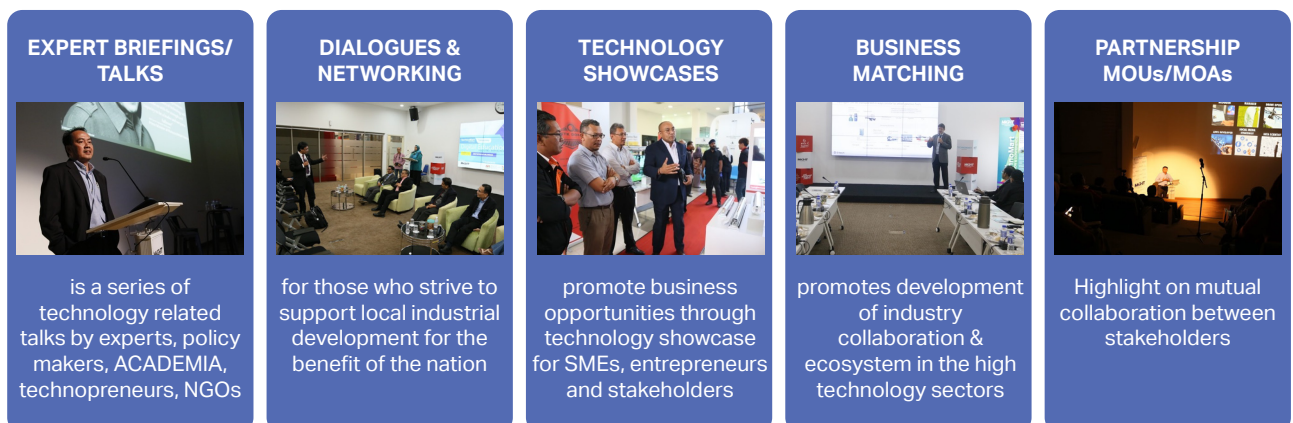 EXPERT BRIEFINGS/
TALKS
is a series of
technology related
talks by experts, policy
makers, ACADEMIA,
technopreneurs, NGOs
DIALOGUES &
NETWORKING
for those who strive to
support local industrial
development for the
benefit of the nation
TECHNOLOGY
SHOWCASES
promote business
opportunities through
technology showcase
for SMEs, entrepreneurs
and stakeholders
BUSINESS
MATCHING
promotes development
of industry
collaboration &
ecosystem in the high
technology sectors
PARTNERSHIP
MOUs/MOAs
Highlight on mutual
collaboration between
stakeholders